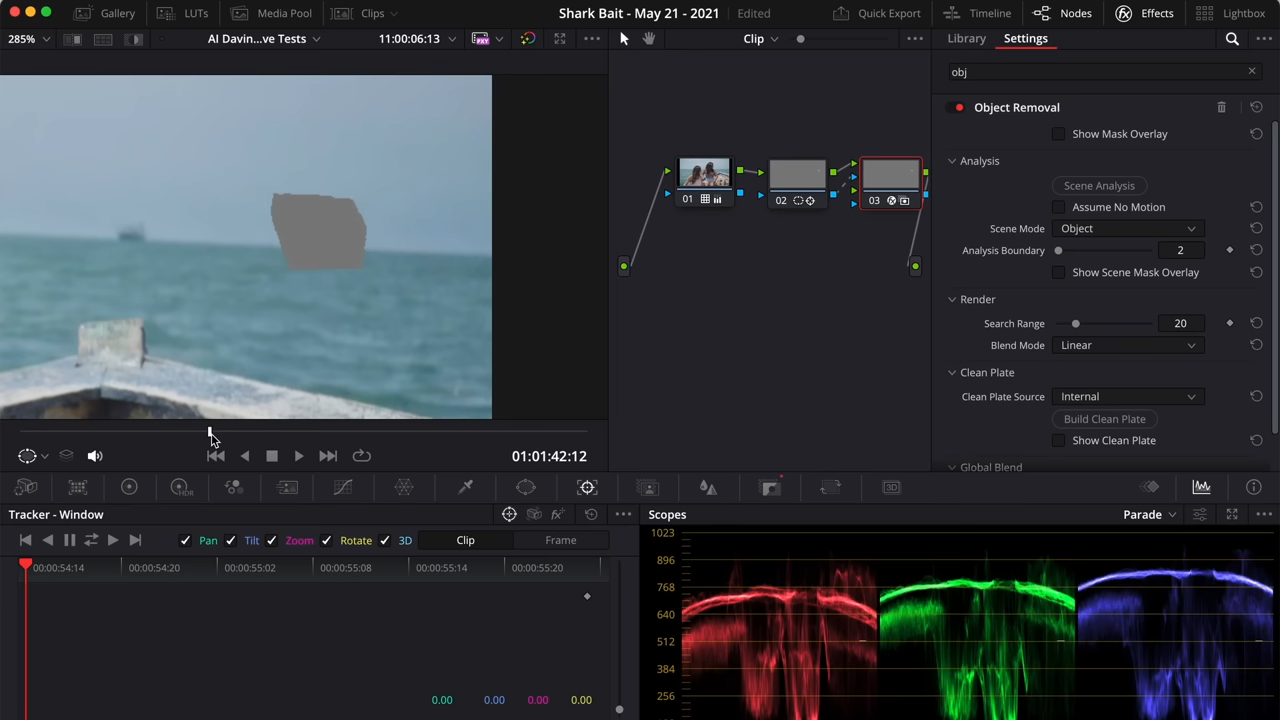 Gallery LUTs Media Pool Clips Shark Bait - May 21 - 2021 Edited Quick Export Timeline Nodes Effects Lightbox
285% AI Davin...ve Tests 11:00:06:13 PXY Clip Library Settings
obj
Object Removal
Show Mask Overlay
Analysis
Scene Analysis
Assume No Motion
Scene Mode Object
Analysis Boundary 2
Show Scene Mask Overlay
Render
Search Range 20
Blend Mode Linear
Clean Plate
Clean Plate Source Internal
Build Clean Plate
Show Clean Plate
Global Blend
01
02
03
01:01:42:12
HDR
3D
Tracker - Window
Pan Tilt Zoom Rotate 3D Clip Frame
00:00:54:14 00:00:54:20 00:00:55:02 00:00:55:08 00:00:55:14 00:00:55:20
0.00 0.00 0.00 0.00
Scopes Parade
1023
896
768
640
512
384
256